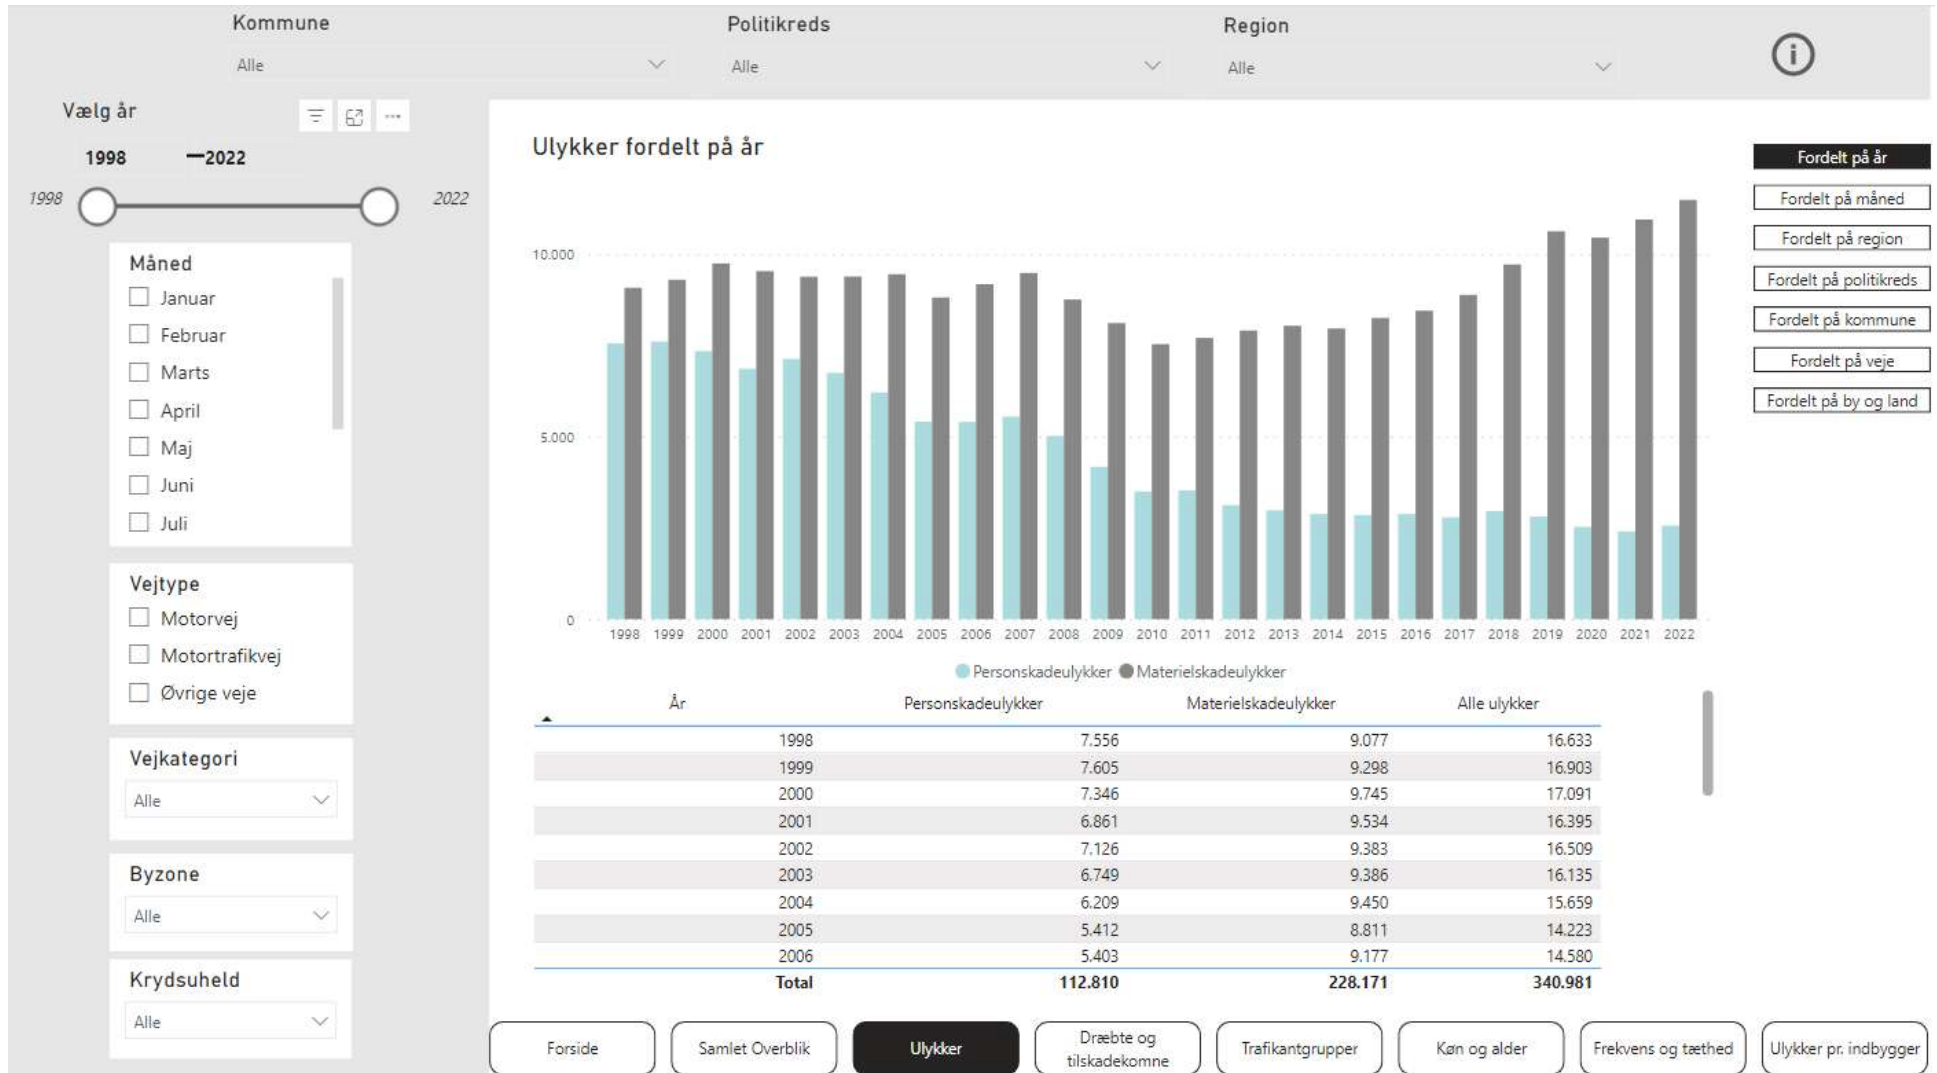 Kommune
Alle
Politikreds
Alle
Region
Alle
Vælg år
1998 2022
1998 2022
Måned
Januar
Februar
Marts
April
Maj
Juni
Juli
Vejtype
Motorvej
Motortrafikvej
Øvrige veje
Vejkategori
Alle
Byzone
Alle
Krydsuheld
Alle
Ulykker fordelt på år
10.000
5.000
0
1998 1999 2000 2001 2002 2003 2004 2005 2006 2007 2008 2009 2010 2011 2012 2013 2014 2015 2016 2017 2018 2019 2020 2021 2022
Personskadeulykker Materielskadeulykker
År Personskadeulykker Materielskadeulykker Alle ulykker
1998 7.556 9.077 16.633
1999 7.605 9.298 16.903
2000 7.346 9.745 17.091
2001 6.861 9.534 16.395
2002 7.126 9.383 16.509
2003 6.749 9.386 16.135
2004 6.209 9.450 15.659
2005 5.412 8.811 14.223
2006 5.403 9.177 14.580
Total 112.810 228.171 340.981
Fordelt på år
Fordelt på måned
Fordelt på region
Fordelt på politikreds
Fordelt på kommune
Fordelt på veje
Fordelt på by og land
Forside
Samlet Overblik
Ulykker
Dræbte og
tilskadekomne
Trafikantgrupper
Køn og alder
Frekvens og tæthed
Ulykker pr. indbygger